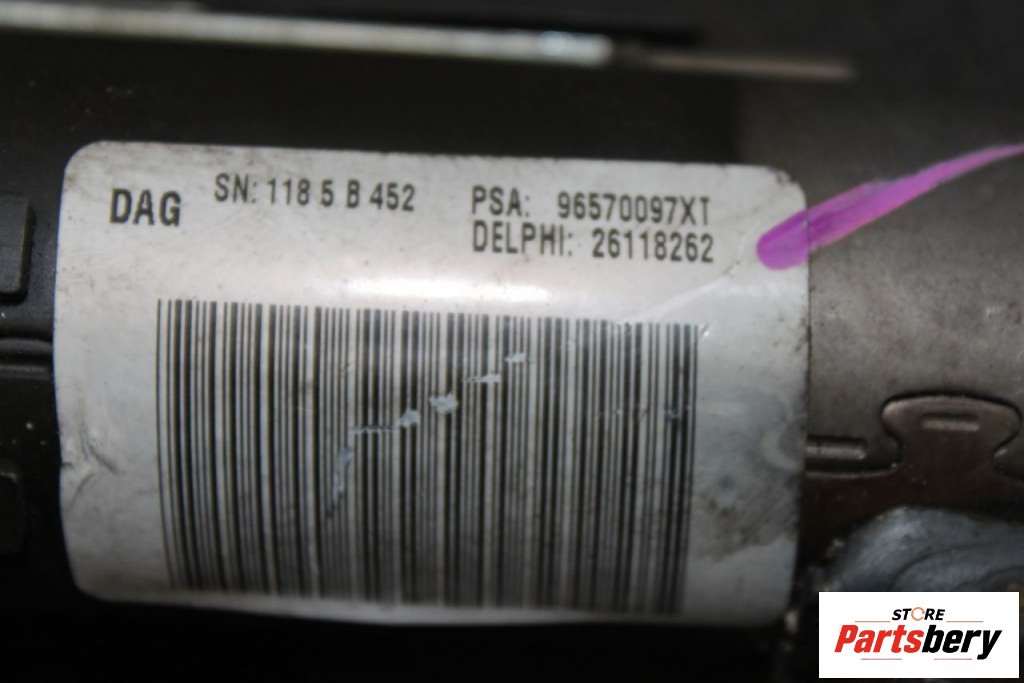 DAG
SN: 118 5 B 452
PSA: 96570097XT
DELPHI: 26118262
STORE
Partsbery